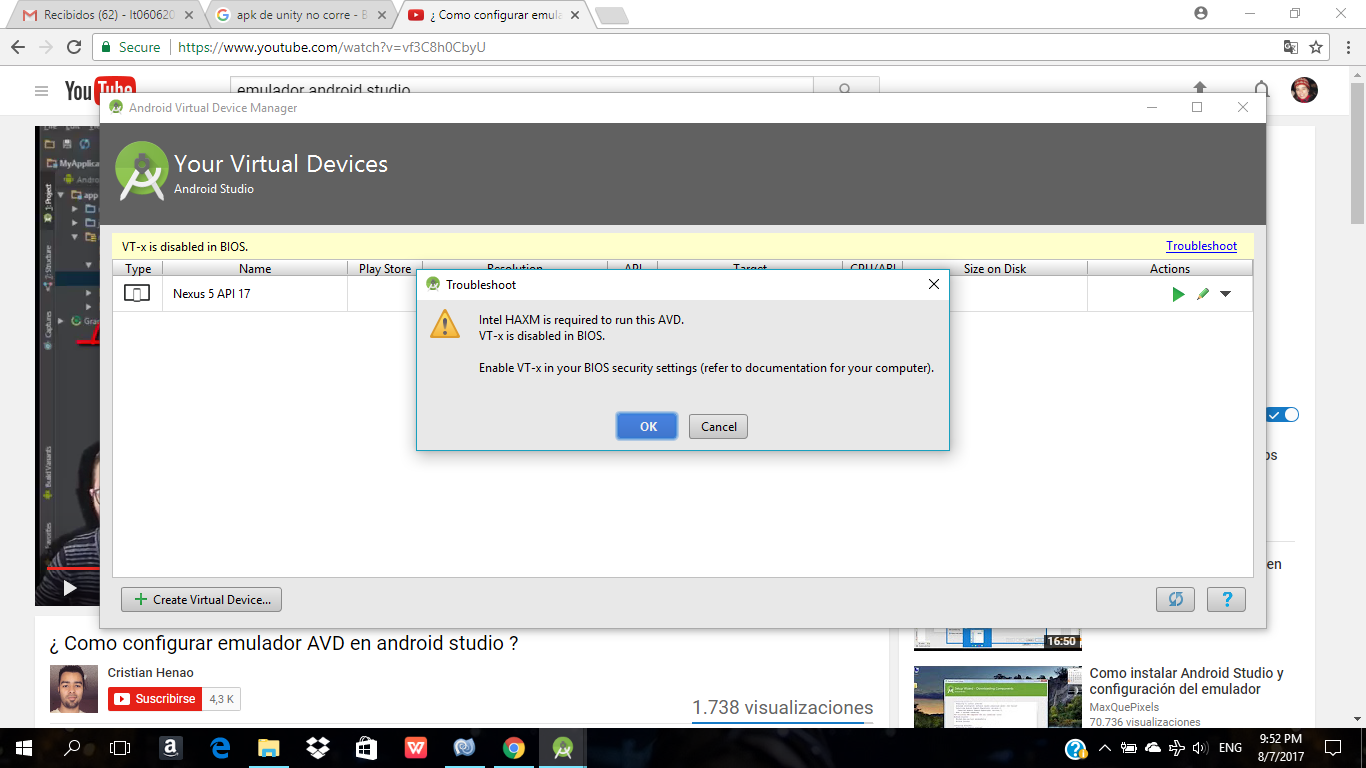 Recibidos (62) - lt060620
apk de unity no corre - B
¿ Como configurar emula
Secure
https://www.youtube.com/watch?v=vf3C8h0CbyU
YouTube
emulador android studio
Android Virtual Device Manager
MyApplica
Andro
1: Project
app
Your Virtual Devices
Android Studio
VT-x is disabled in BIOS.
Troubleshoot
Type
Name
Play Store
Resolution
API
Target
CPU/ABI
Size on Disk
Actions
Nexus 5 API 17
Troubleshoot
Intel HAXM is required to run this AVD.
VT-x is disabled in BIOS.
Enable VT-x in your BIOS security settings (refer to documentation for your computer).
OK
Cancel
Structure
Captures
Gra
Build Variants
Favorites
os
en
Create Virtual Device...
?
16:50
¿ Como configurar emulador AVD en android studio ?
Cristian Henao
Suscribirse
4,3 K
1.738 visualizaciones
Como instalar Android Studio y
configuración del emulador
MaxQuePixels
70.736 visualizaciones
ENG
9:52 PM
8/7/2017